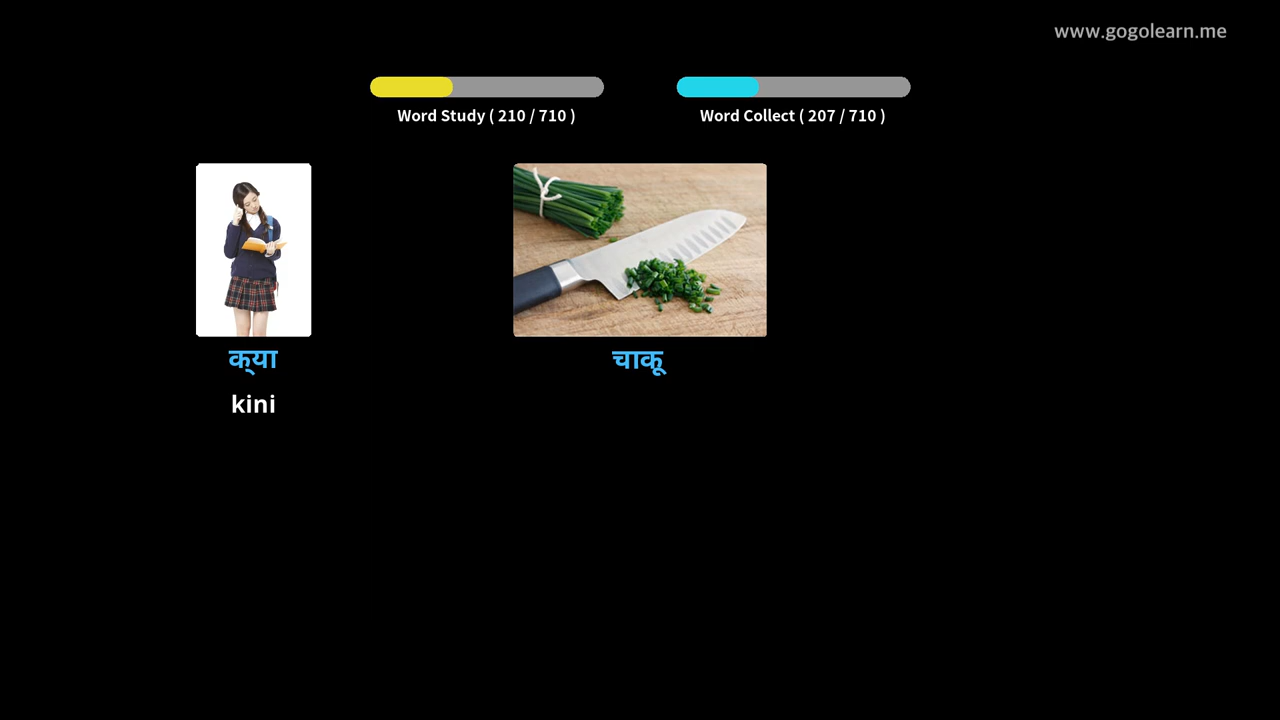 www.gogolearn.me
Word Study ( 210 / 710 )
Word Collect ( 207 / 710 )
क्या
चाकू
kini